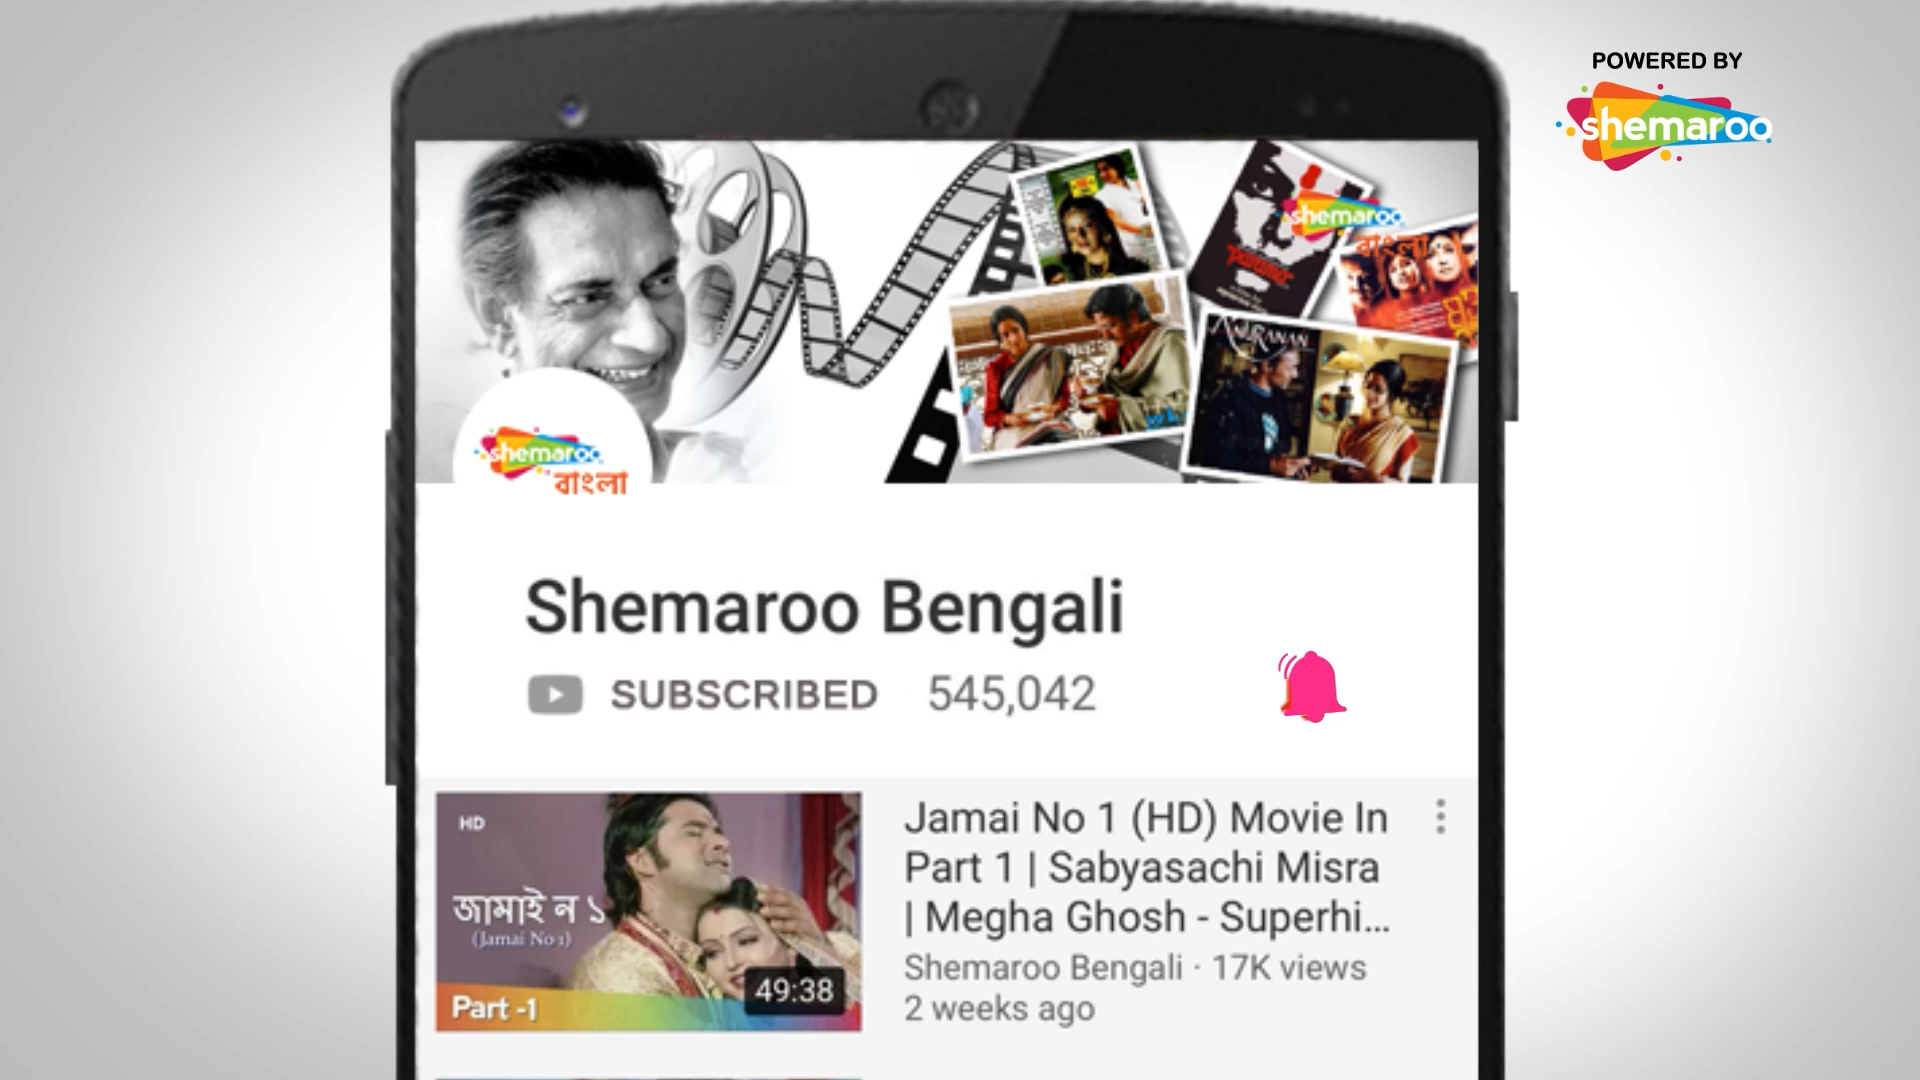 POWERED BY
shemaroo
shemaroo
বাংলা
ANURANAN
shemaroo
বাংলা
Shemaroo Bengali
SUBSCRIBED 545,042
HD
জামাই ন ১
(Jamai No 1)
Part -1
49:38
Jamai No 1 (HD) Movie In
Part 1 | Sabyasachi Misra
| Megha Ghosh - Superhi...
Shemaroo Bengali · 17K views
2 weeks ago